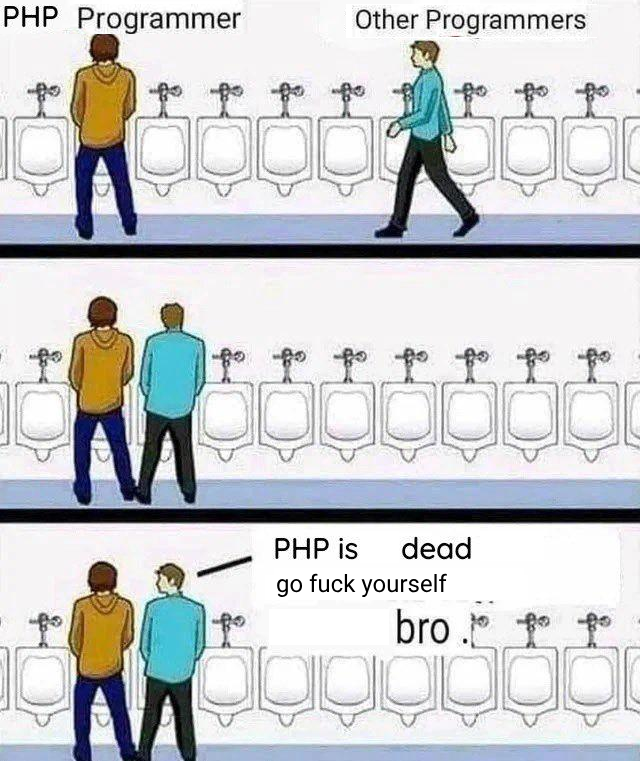 PHP Programmer
Other Programmers
PHP is dead
go fuck yourself
bro .